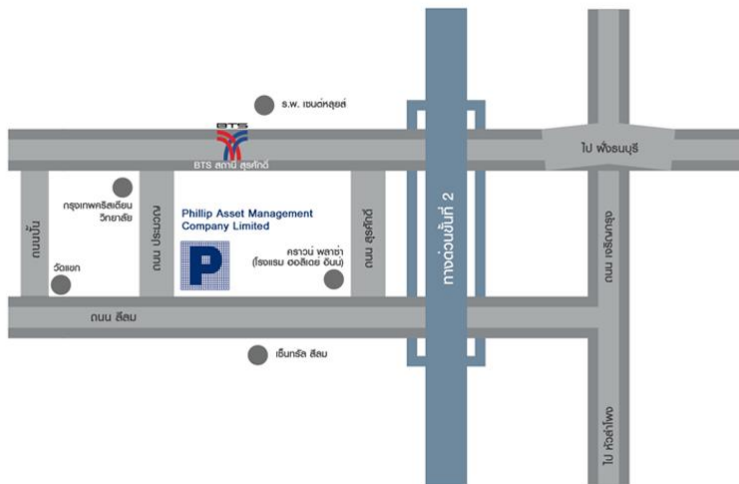 ร.พ. เซนต์หลุยส์
BTS
BTS สถานี สุรศักดิ์
ไป ฝั่งธนบุรี
กรุงเทพคริสเตียน
วิทยาลัย
ถนนปั้น
ถนน ประมวญ
Phillip Asset Management
Company Limited
P
คราวน์ พลาซ่า
(โรงแรม ฮอลิเดย์ อินน์)
ถนน สุรศักดิ์
ทางด่วนขั้นที่ 2
ถนน เจริญกรุง
วัดแขก
ถนน สีลม
เซ็นทรัล สีลม
ไป หัวลำโพง